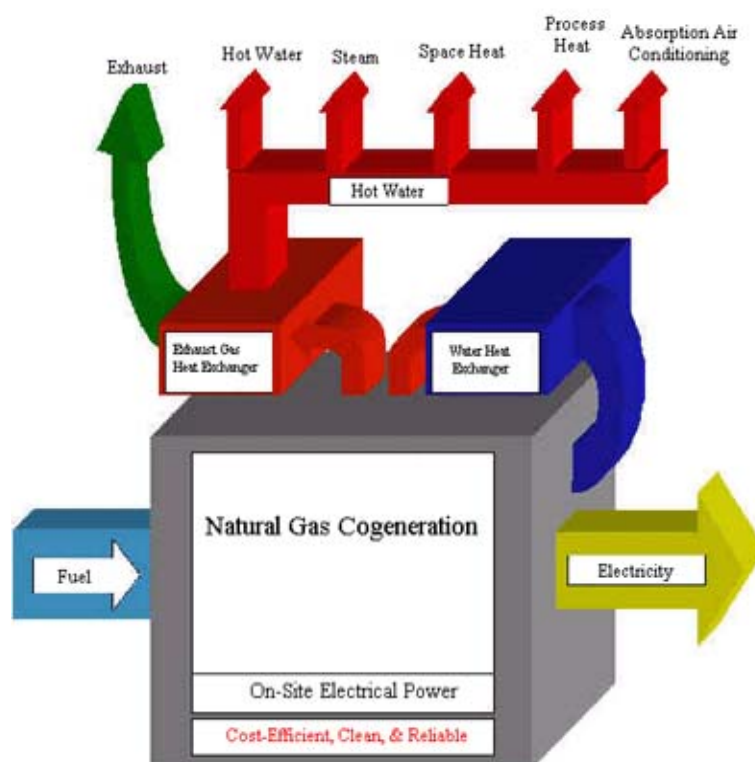 Exhaust
Hot Water
Steam
Space Heat
Process
Heat
Absorption Air
Conditioning
Hot Water
Exhaust Gas
Heat Exchanger
Water Heat
Exchanger
Natural Gas Cogeneration
Fuel
Electricity
On-Site Electrical Power
Cost-Efficient, Clean, & Reliable